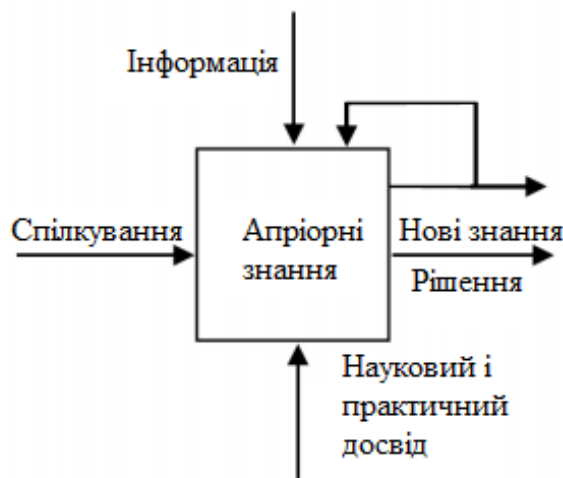 Інформація
Спілкування
Апріорні
знання
Нові знання
Рішення
Науковий і
практичний
досвід